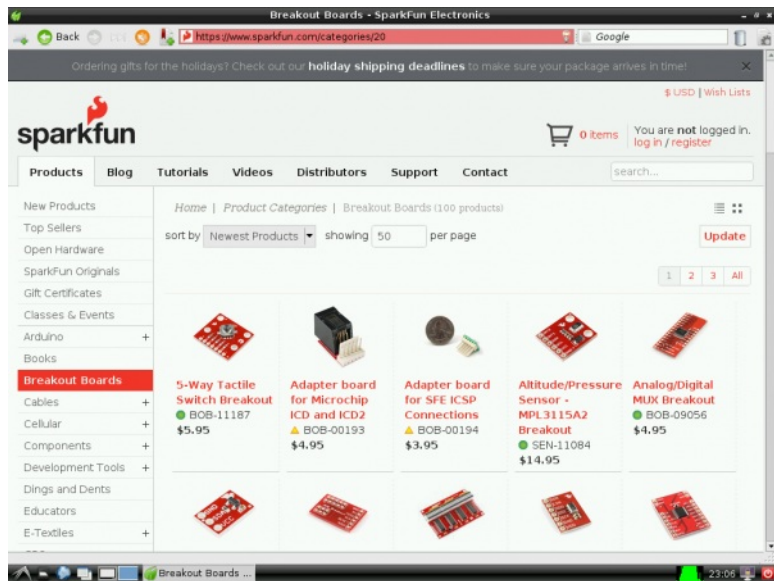 Breakout Boards - SparkFun Electronics
Back
https://www.sparkfun.com/categories/20
Google
Ordering gifts for the holidays? Check out our holiday shipping deadlines to make sure your package arrives in time!
$ USD | Wish Lists
sparkfun
0 items
You are not logged in.
log in / register
Products Blog Tutorials Videos Distributors Support Contact
search...
New Products
Top Sellers
Open Hardware
SparkFun Originals
Gift Certificates
Classes & Events
Arduino +
Books
Breakout Boards
Cables +
Cellular +
Components +
Development Tools +
Dings and Dents
Educators
E-Textiles +
Home | Product Categories | Breakout Boards (100 products)
sort by Newest Products showing 50 per page
Update
1 2 3 All
5-Way Tactile
Switch Breakout
BOB-11187
$5.95
Adapter board
for Microchip
ICD and ICD2
BOB-00193
$4.95
Adapter board
for SFE ICSP
Connections
BOB-00194
$3.95
Altitude/Pressure
Sensor -
MPL3115A2
Breakout
SEN-11084
$14.95
Analog/Digital
MUX Breakout
BOB-09056
$4.95
Breakout Boards ...
23:06